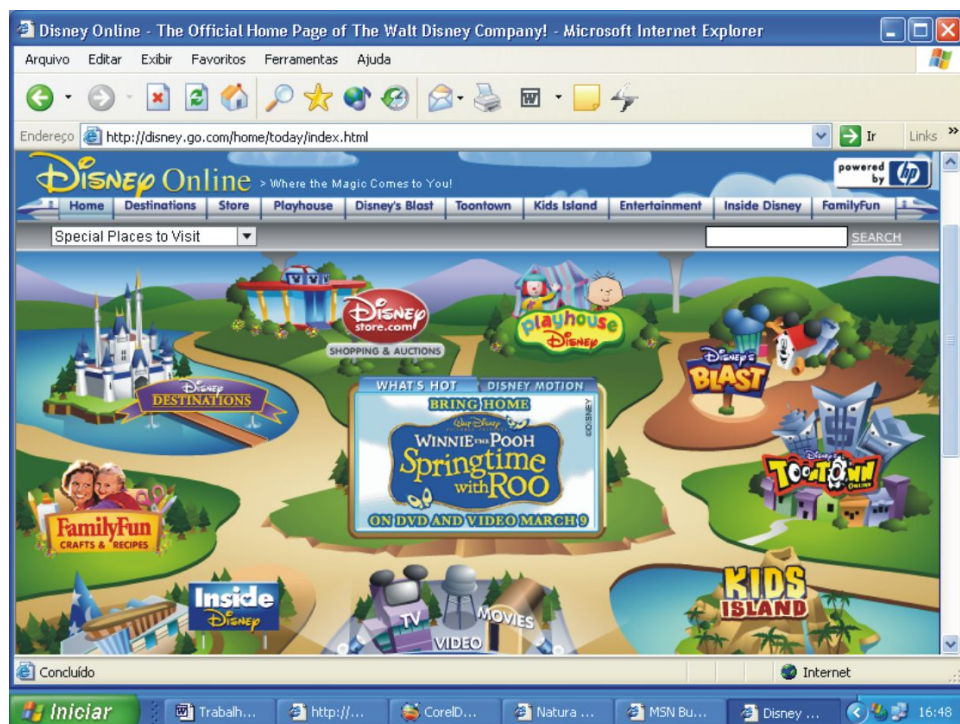 Disney Online - The Official Home Page of The Walt Disney Company! - Microsoft Internet Explorer
Arquivo Editar Exibir Favoritos Ferramentas Ajuda
Endereço http://disney.go.com/home/today/index.html Ir Links »
Disney Online > Where the Magic Comes to You!
powered by hp
Home Destinations Store Playhouse Disney's Blast Toontown Kids Island Entertainment Inside Disney FamilyFun
Special Places to Visit
SEARCH
Disney
store.com
SHOPPING & AUCTIONS
playhouse
Disney
Disney's
BLAST
Disney
DESTINATIONS
WHAT'S HOT DISNEY MOTION
BRING HOME
©DISNEY
Walt Disney
WINNIE THE POOH
Springtime
with ROO
ON DVD AND VIDEO MARCH 9
Disney's
TOONTOWN
ONLINE
FamilyFun
CRAFTS & RECIPES
Inside
Disney
TV
MOVIES
VIDEO
KIDS
ISLAND
Concluído Internet
Iniciar Trabalh... http://... CorelD... Natura ... MSN Bu... Disney ... 16:48